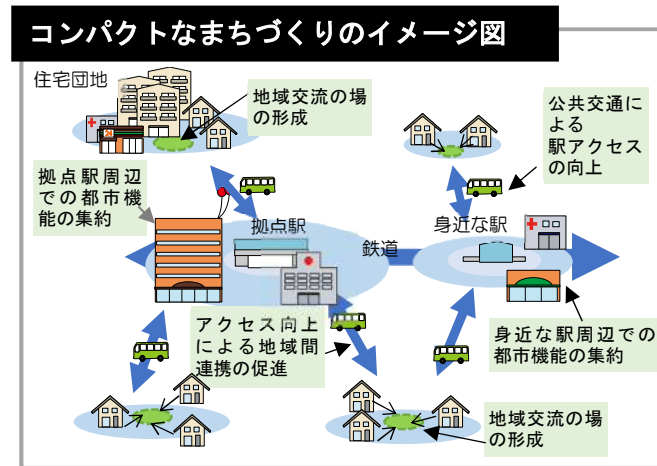 コンパクトなまちづくりのイメージ図
住宅団地
地域交流の場
の形成
公共交通に
よる
駅アクセス
の向上
拠点駅周辺
での都市機
能の集約
24
拠点駅
身近な駅
鉄道
アクセス向上
による地域間
連携の促進
身近な駅周辺での
都市機能の集約
地域交流の場
の形成